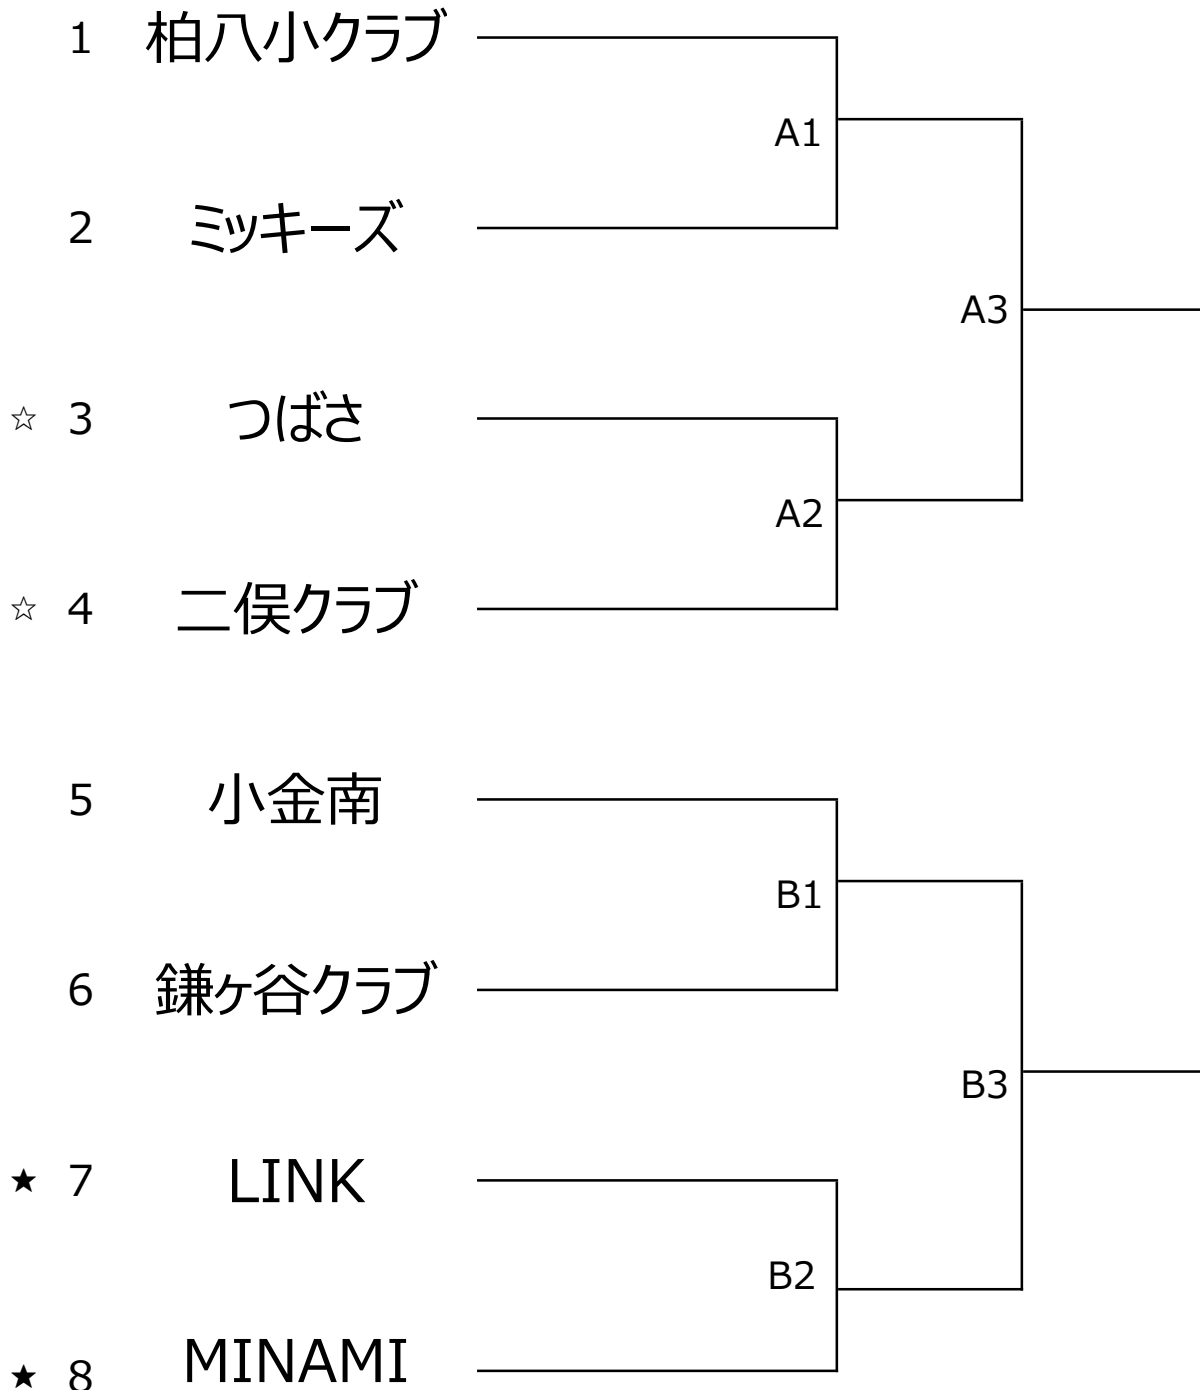 1 柏八小クラブ
A1
2 ミッキーズ
A3
☆ 3 つばさ
A2
☆ 4 二俣クラブ
5 小金南
B1
6 鎌ヶ谷クラブ
B3
★ 7 LINK
B2
★ 8 MINAMI